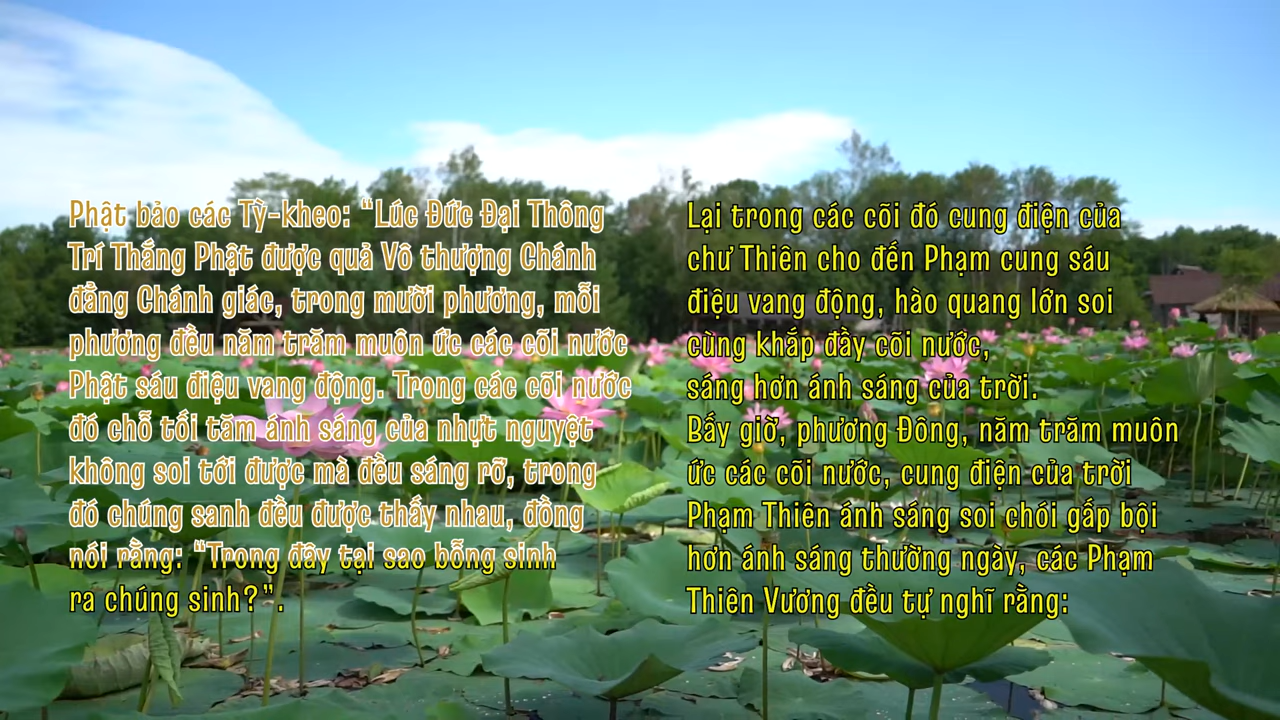 Phật bảo các Tỳ-kheo: “Lúc Đức Đại Thông
Trí Thắng Phật được quả Vô thượng Chánh
đẳng Chánh giác, trong mười phương, mỗi
phương đều năm trăm muôn ức các cõi nước
Phật sáu điệu vang động. Trong các cõi nước
đó chỗ tối tăm ánh sáng của nhựt nguyệt
không soi tới được mà đều sáng rỡ, trong
đó chúng sanh đều được thấy nhau, đồng
nói rằng: “Trong đây tại sao bỗng sinh
ra chúng sinh?”.
Lại trong các cõi đó cung điện của
chư Thiên cho đến Phạm cung sáu
điệu vang động, hào quang lớn soi
cùng khắp đầy cõi nước,
sáng hơn ánh sáng của trời.
Bấy giờ, phương Đông, năm trăm muôn
ức các cõi nước, cung điện của trời
Phạm Thiên ánh sáng soi chói gấp bội
hơn ánh sáng thường ngày, các Phạm
Thiên Vương đều tự nghĩ rằng: